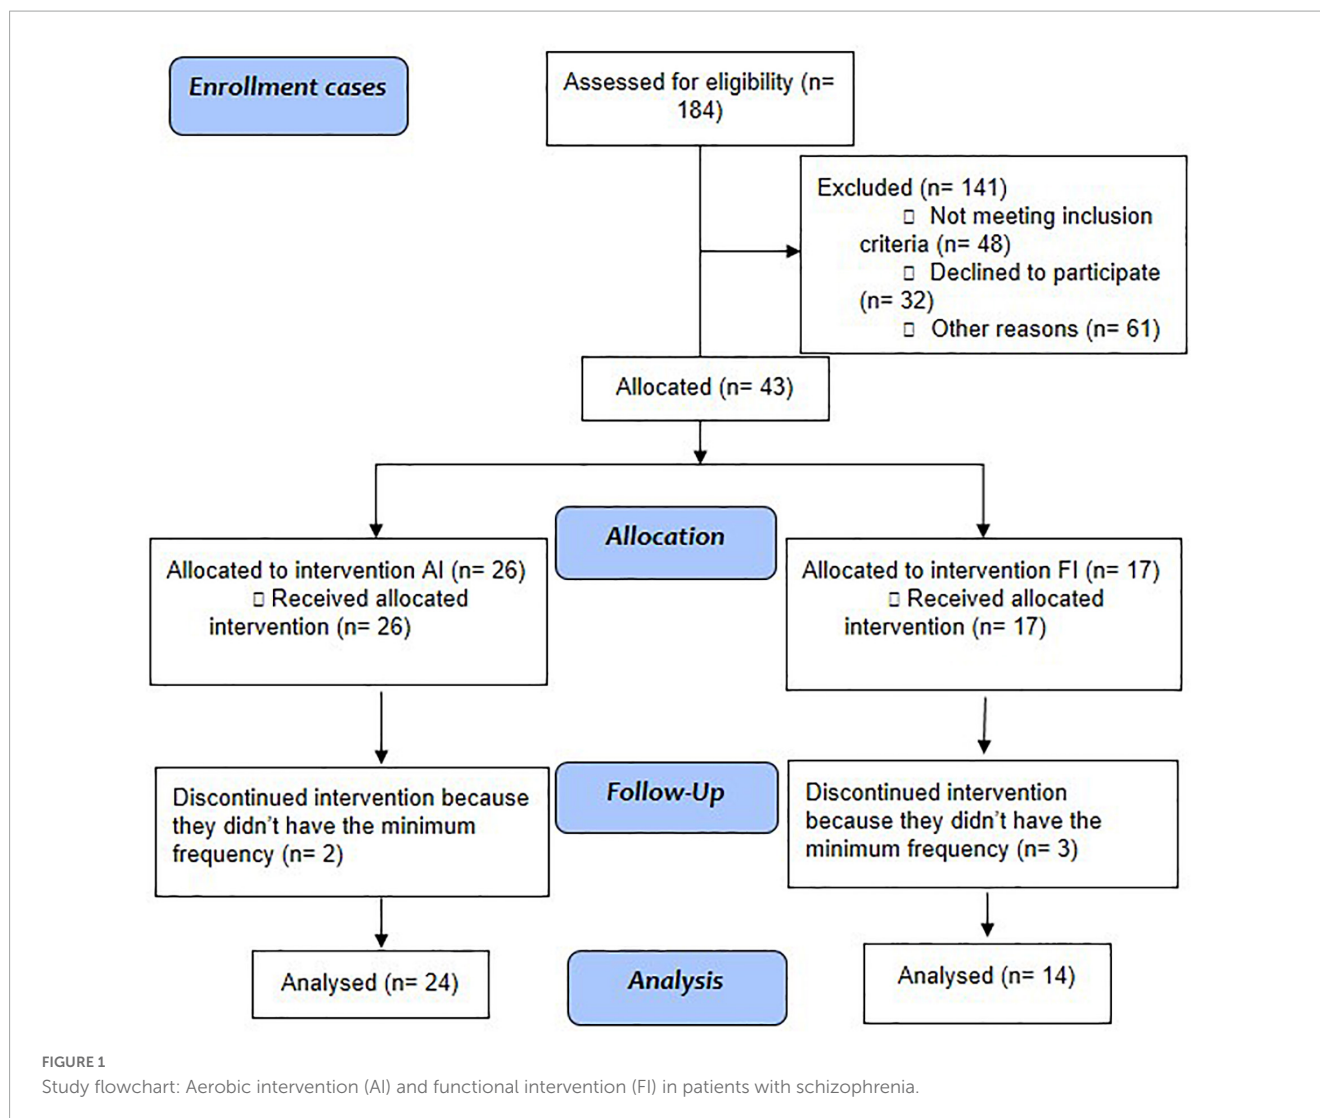 Enrollment cases
Assessed for eligibility (n=
184)
Excluded (n= 141)
▯ Not meeting inclusion
criteria (n= 48)
▯ Declined to participate
(n= 32)
▯ Other reasons (n= 61)
Allocated (n= 43)
Allocation
Allocated to intervention AI (n= 26)
▯ Received allocated
intervention (n= 26)
Allocated to intervention FI (n= 17)
▯ Received allocated
intervention (n= 17)
Follow-Up
Discontinued intervention because
they didn't have the minimum
frequency (n= 2)
Discontinued intervention
because they didn't have the
minimum frequency (n= 3)
Analysis
Analysed (n= 24)
Analysed (n= 14)
FIGURE 1
Study flowchart: Aerobic intervention (AI) and functional intervention (FI) in patients with schizophrenia.